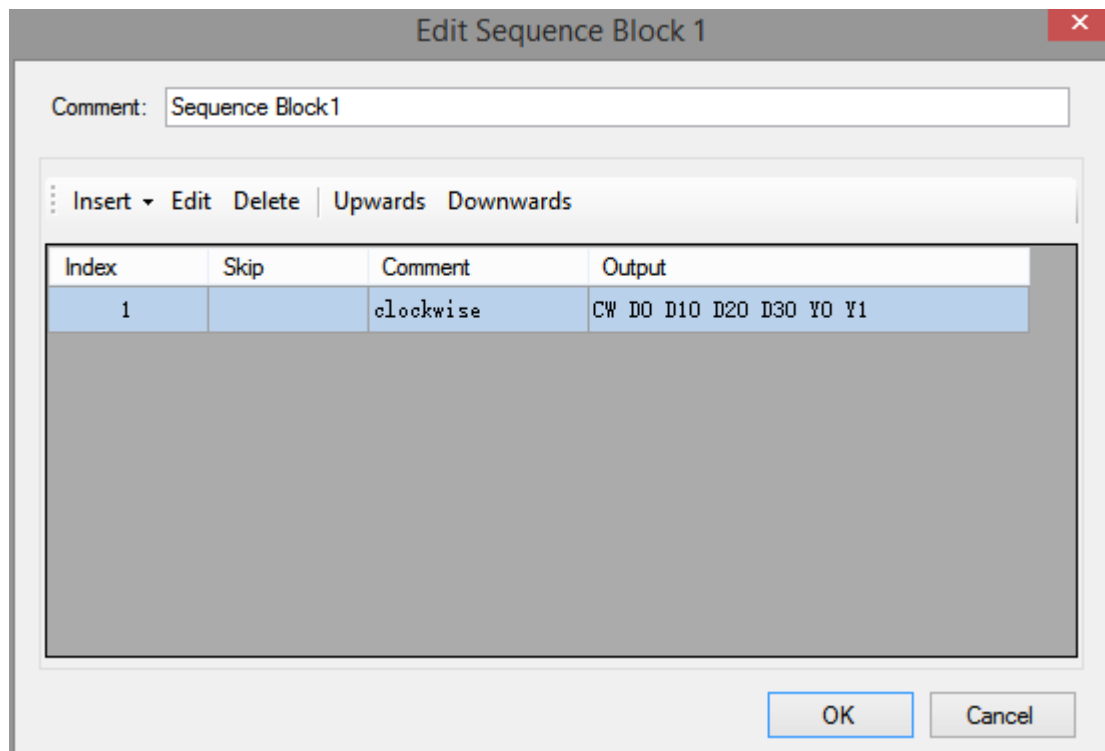 Edit Sequence Block 1
Comment: Sequence Block1
Insert Edit Delete Upwards Downwards
Index Skip Comment Output
1 clockwise CW D0 D10 D20 D30 Y0 Y1
OK Cancel